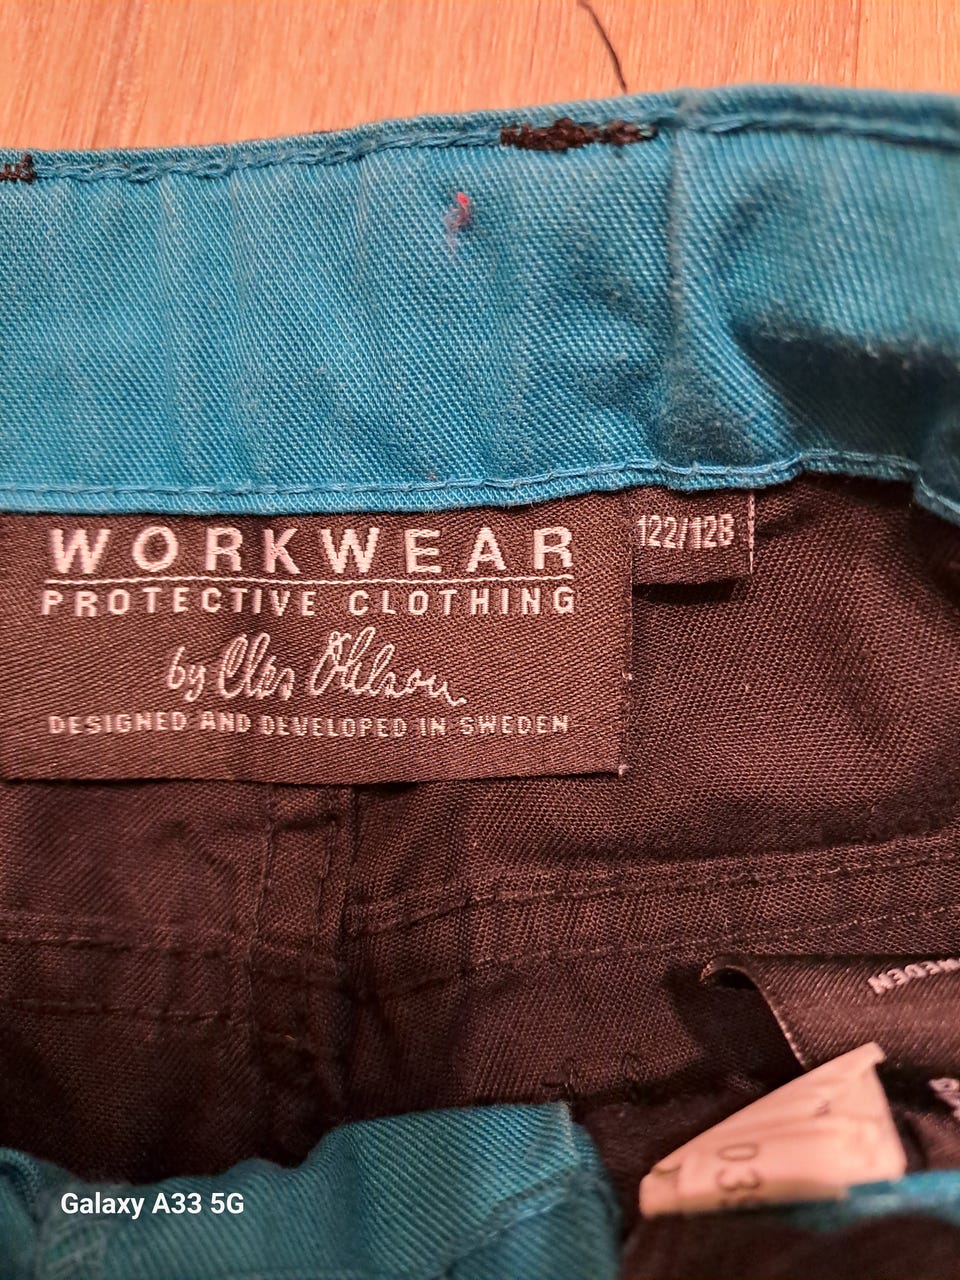 WORKWEAR
PROTECTIVE CLOTHING
by Clas Ohlson
DESIGNED AND DEVELOPED IN SWEDEN
122/128
Galaxy A33 5G